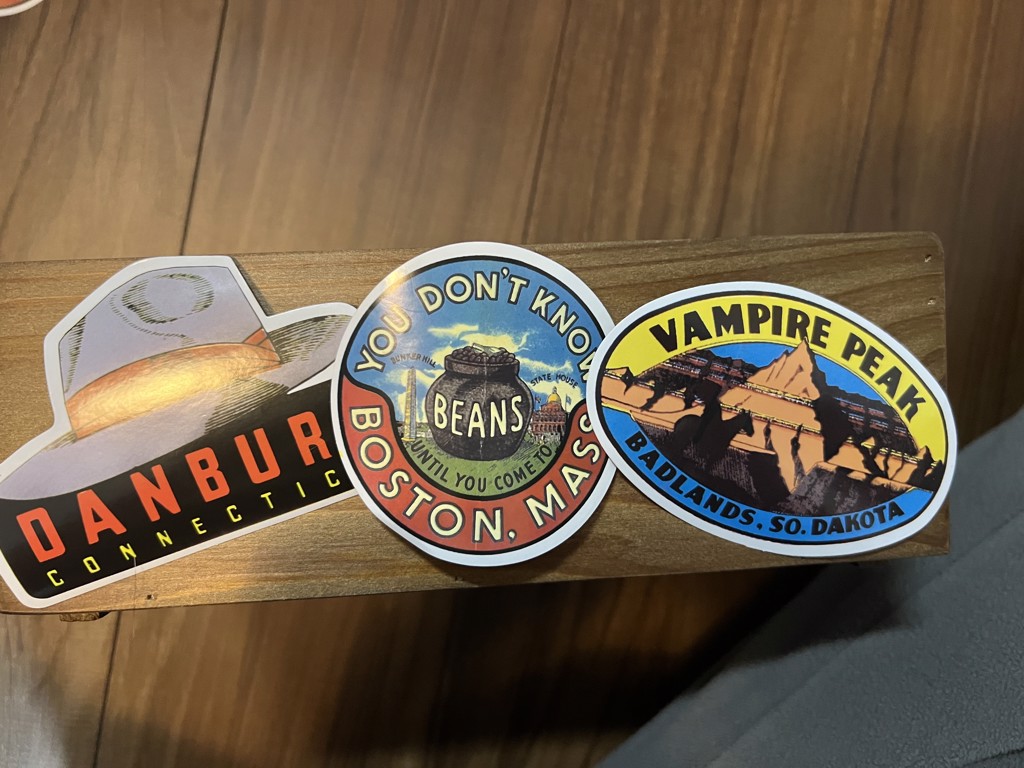 DANBUR
CONNECTIC
YOU DON'T KNOW
BUNKER HILL
STATE HOUSE
BEANS
UNTIL YOU COME TO
BOSTON, MASS
VAMPIRE PEAK
BADLANDS, SO. DAKOTA